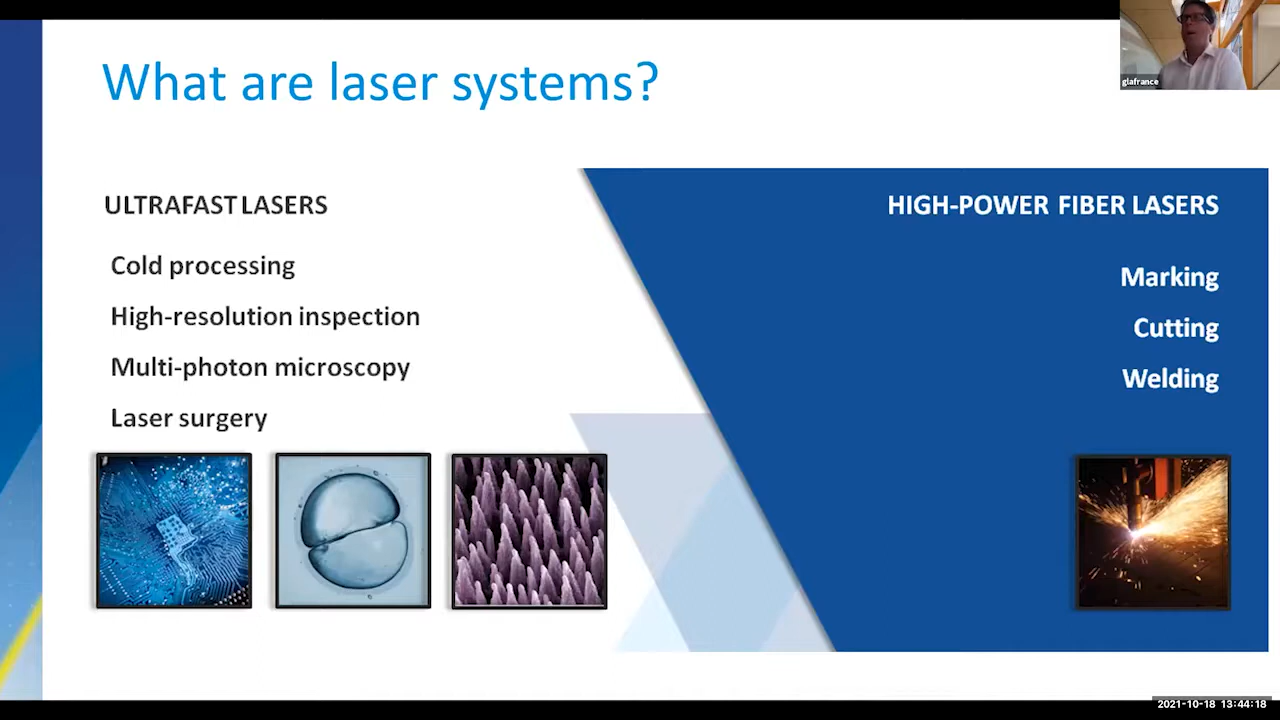 What are laser systems?
glafrance
ULTRAFAST LASERS
Cold processing
High-resolution inspection
Multi-photon microscopy
Laser surgery
HIGH-POWER FIBER LASERS
Marking
Cutting
Welding
2021-10-18 13:44:18